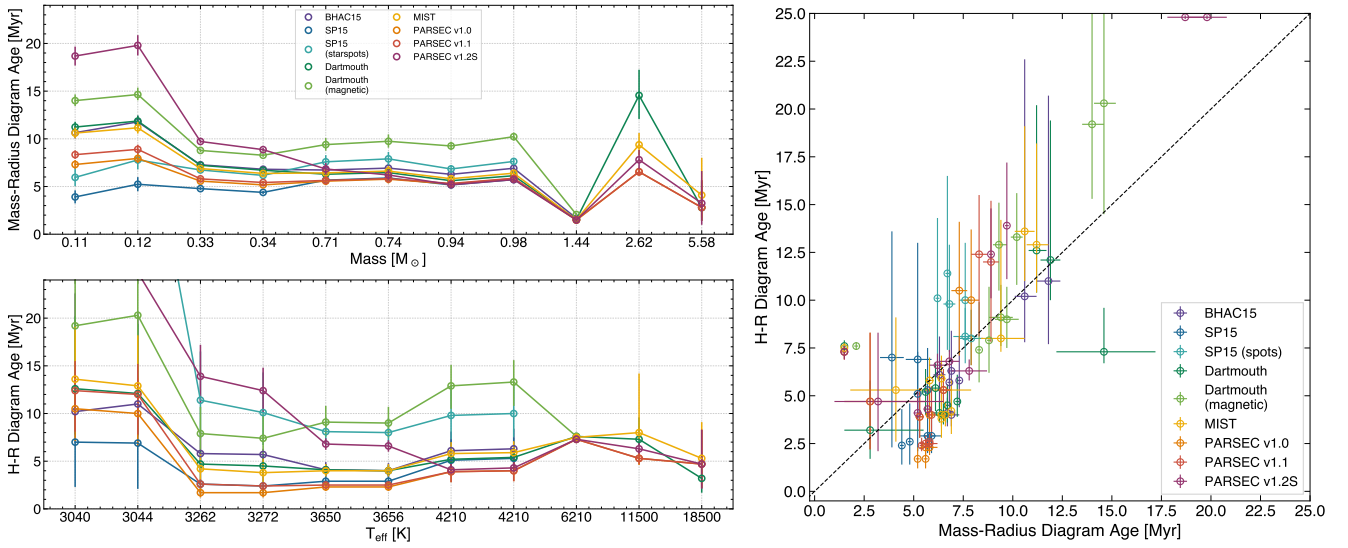 Mass-Radius Diagram Age [Myr]
20
15
10
5
0
BHAC15
SP15
SP15
(starspots)
Dartmouth
Dartmouth
(magnetic)
MIST
PARSEC v1.0
PARSEC v1.1
PARSEC v1.2S
0.11 0.12 0.33 0.34 0.71 0.74 0.94 0.98 1.44 2.62 5.58
Mass [M⊙]
H-R Diagram Age [Myr]
20
15
10
5
0
3040 3044 3262 3272 3650 3656 4210 4210 6210 11500 18500
Teff [K]
H-R Diagram Age [Myr]
25.0
22.5
20.0
17.5
15.0
12.5
10.0
7.5
5.0
2.5
0.0
BHAC15
SP15
SP15 (spots)
Dartmouth
Dartmouth
(magnetic)
MIST
PARSEC v1.0
PARSEC v1.1
PARSEC v1.2S
0.0 2.5 5.0 7.5 10.0 12.5 15.0 17.5 20.0 22.5 25.0
Mass-Radius Diagram Age [Myr]